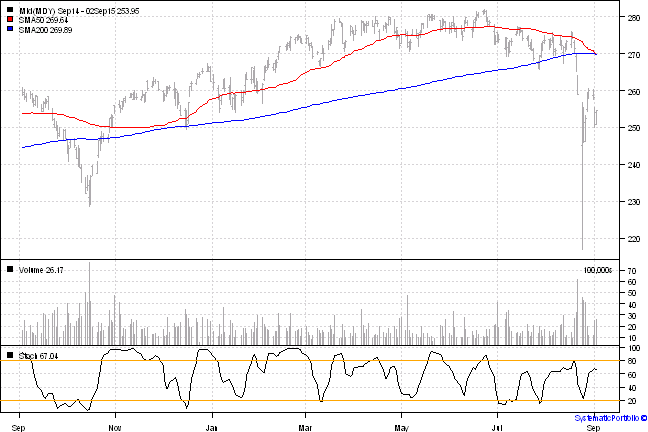 Mid(MDY) Sep14 - 02Sep15 253.95
SMA50 269.64
SMA200 269.89
280
270
260
250
240
230
220
Volume 26.17
100,000s
70
60
50
40
30
20
10
Stoch 67.04
100
80
60
40
20
Sep
Nov
Jan
Mar
May
Jul
Sep
SystematicPortfolio ©